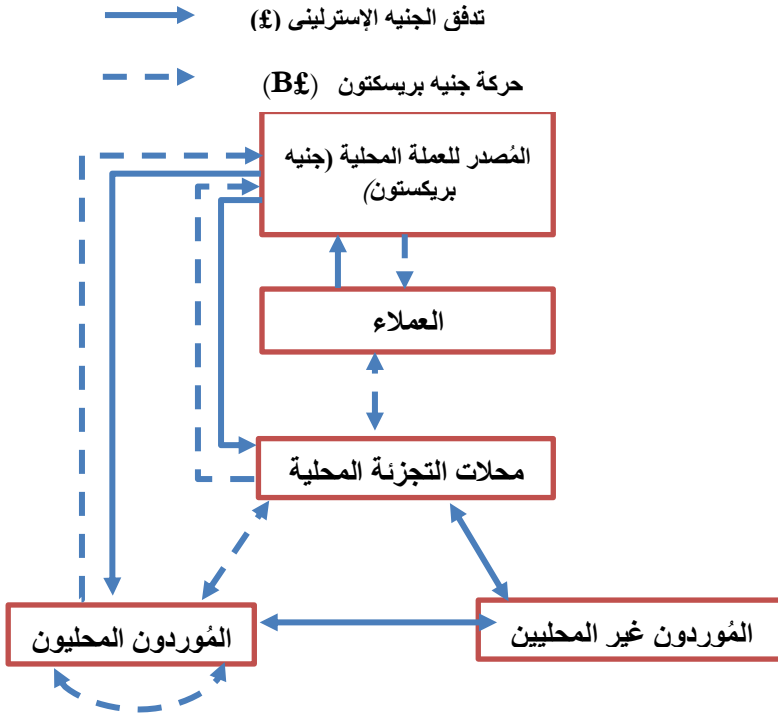 تدفق الجنيه الإسترلينى (£)
حركة جنيه بريسكتون (B£)
المُصدر للعملة المحلية (جنيه
بريكستون)
العملاء
محلات التجزئة المحلية
المُوردون المحليون
المُوردون غير المحليين